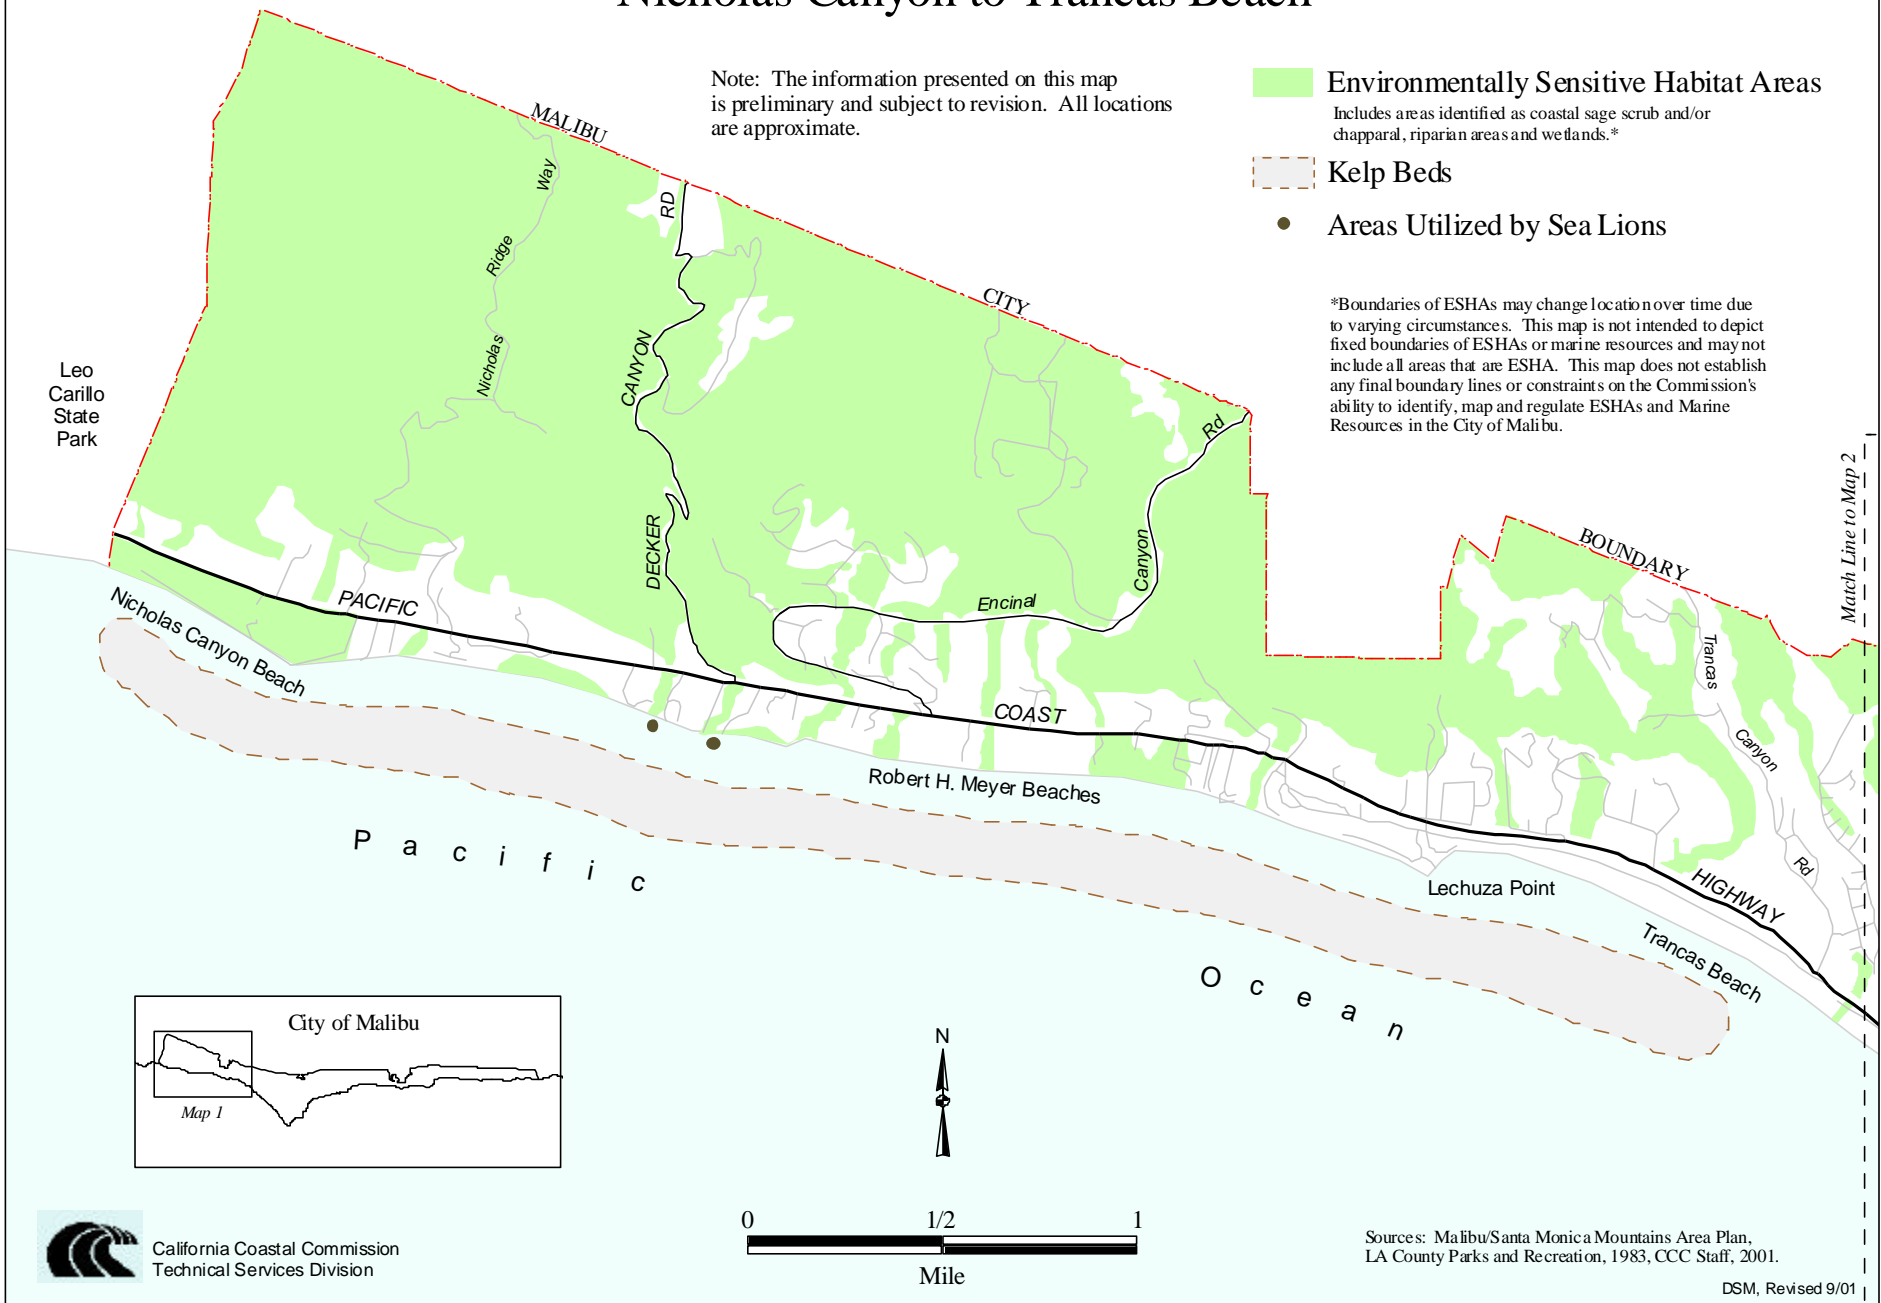 Nicholas Canyon to Trancas Beach
Note: The information presented on this map
is preliminary and subject to revision. All locations
are approximate.
Environmentally Sensitive Habitat Areas
Includes areas identified as coastal sage scrub and/or
chapparal, riparian areas and wetlands.*
Kelp Beds
Areas Utilized by Sea Lions
*Boundaries of ESHAs may change location over time due
to varying circumstances. This map is not intended to depict
fixed boundaries of ESHAs or marine resources and may not
include all areas that are ESHA. This map does not establish
any final boundary lines or constraints on the Commission's
ability to identify, map and regulate ESHAs and Marine
Resources in the City of Malibu.
MALIBU
CITY
BOUNDARY
Match Line to Map 2
Leo
Carillo
State
Park
Nicholas
Ridge
Way
DECKER
CANYON
RD
Encinal
Canyon
Rd
Trancas
Canyon
Rd
PACIFIC
COAST
HIGHWAY
Nicholas Canyon Beach
Robert H. Meyer Beaches
Lechuza Point
Trancas Beach
Pacific
Ocean
City of Malibu
Map 1
N
0 1/2 1
Mile
California Coastal Commission
Technical Services Division
Sources: Malibu/Santa Monica Mountains Area Plan,
LA County Parks and Recreation, 1983, CCC Staff, 2001.
DSM, Revised 9/01